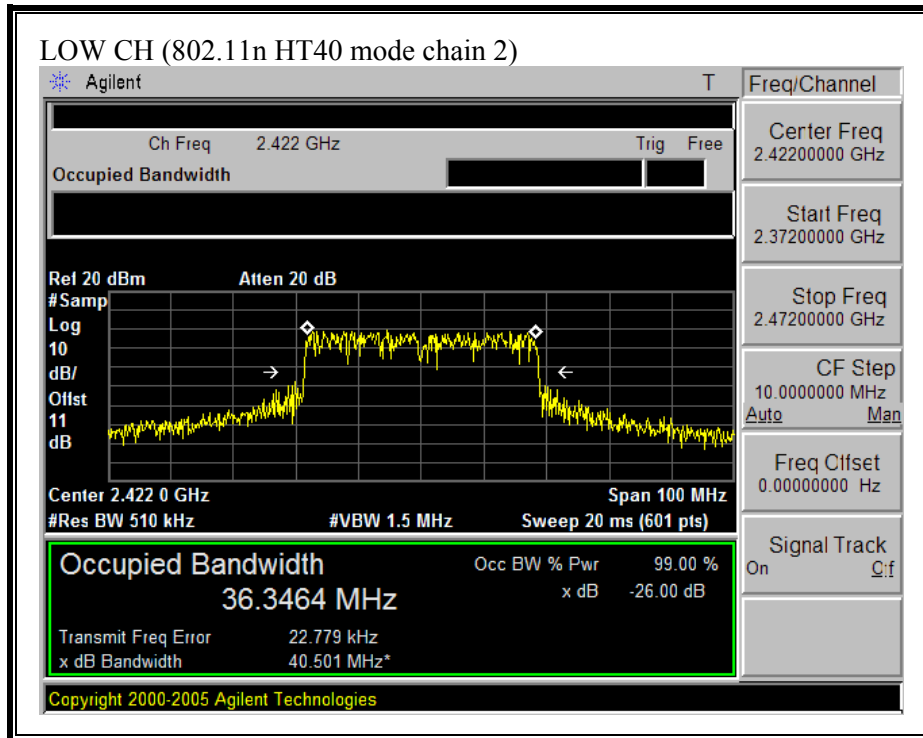 LOW CH (802.11n HT40 mode chain 2)
Agilent T Freq/Channel
Ch Freq 2.422 GHz Trig Free
Occupied Bandwidth
Center Freq
2.42200000 GHz
Start Freq
2.37200000 GHz
Stop Freq
2.47200000 GHz
CF Step
10.0000000 MHz
Auto Man
Freq Offset
0.00000000 Hz
Signal Track
On Off
Ref 20 dBm Atten 20 dB
#Samp
Log
10
dB/
Offst
11
dB
Center 2.422 0 GHz Span 100 MHz
#Res BW 510 kHz #VBW 1.5 MHz Sweep 20 ms (601 pts)
Occupied Bandwidth Occ BW % Pwr 99.00 %
36.3464 MHz x dB -26.00 dB
Transmit Freq Error 22.779 kHz
x dB Bandwidth 40.501 MHz*
Copyright 2000-2005 Agilent Technologies